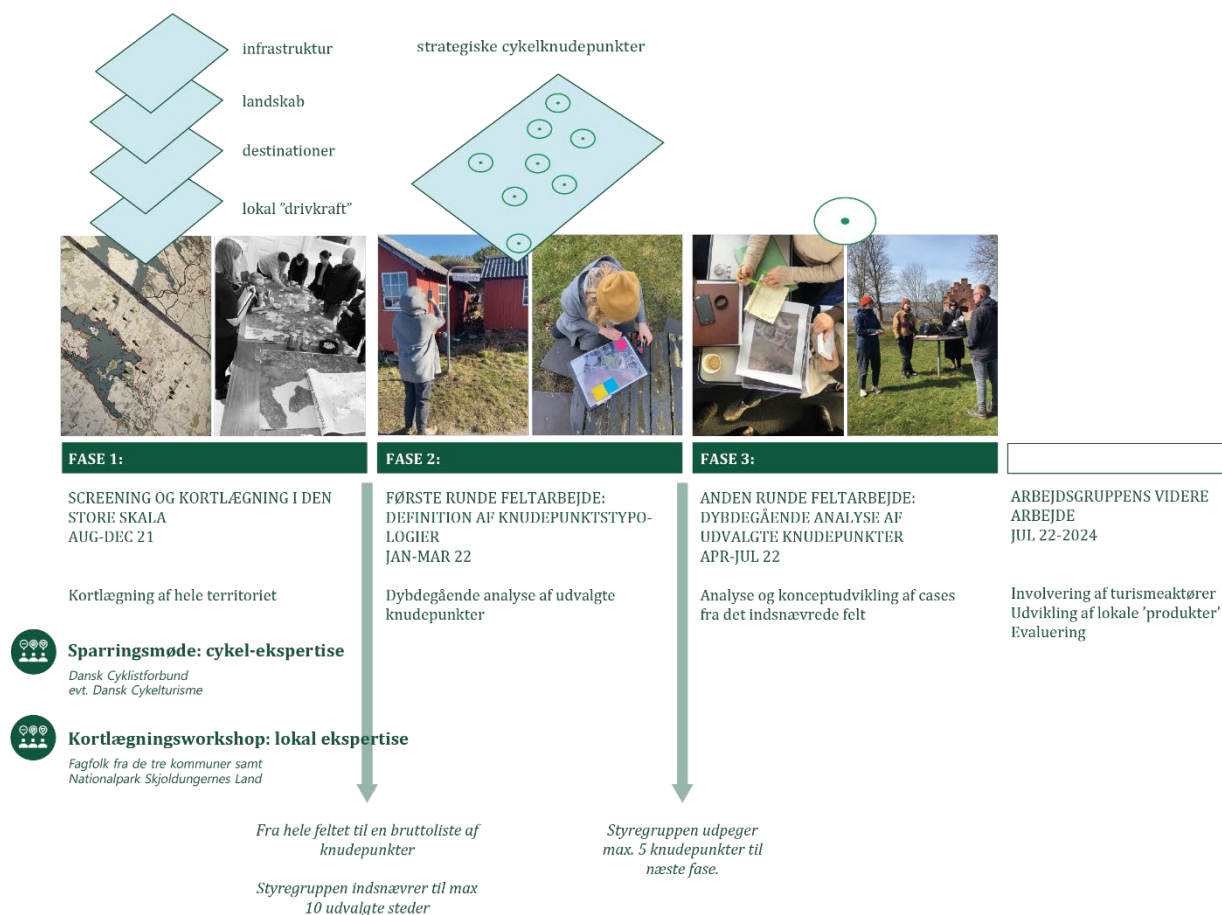 infrastruktur
landskab
destinationer
lokal ”drivkraft”
strategiske cykelknudepunkter
FASE 1:
SCREENING OG KORTLÆGNING I DEN
STORE SKALA
AUG-DEC 21
Kortlægning af hele territoriet
Sparringsmøde: cykel-ekspertise
Dansk Cyklistforbund
evt. Dansk Cykelturisme
Kortlægningsworkshop: lokal ekspertise
Fagfolk fra de tre kommuner samt
Nationalpark Skjoldungernes Land
Fra hele feltet til en bruttoliste af
knudepunkter
Styregruppen indsnævrer til max
10 udvalgte steder
FASE 2:
FØRSTE RUNDE FELTARBEJDE:
DEFINITION AF KNUDEPUNKTSTYPO-
LOGIER
JAN-MAR 22
Dybdegående analyse af udvalgte
knudepunkter
Styregruppen udpeger
max. 5 knudepunkter til
næste fase.
FASE 3:
ANDEN RUNDE FELTARBEJDE:
DYBDEGÅENDE ANALYSE AF
UDVALGTE KNUDEPUNKTER
APR-JUL 22
Analyse og konceptudvikling af cases
fra det indsnævrede felt
ARBEJDSGRUPPENS VIDERE
ARBEJDE
JUL 22-2024
Involvering af turismeaktører
Udvikling af lokale ’produkter’
Evaluering